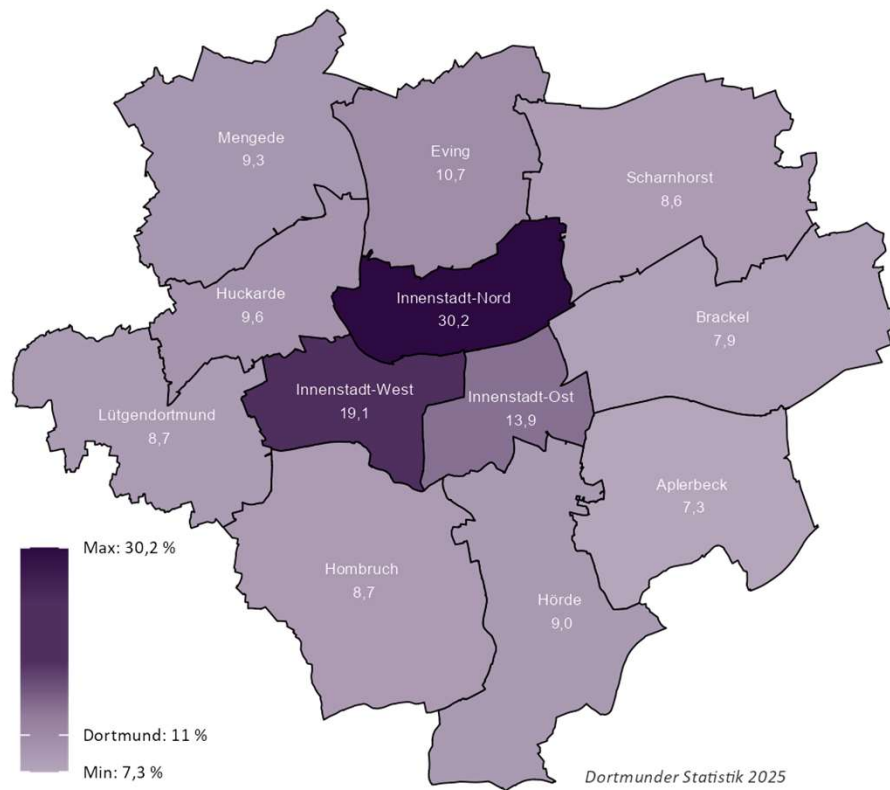 Mengede
9,3
Eving
10,7
Scharnhorst
8,6
Huckarde
9,6
Innenstadt-Nord
30,2
Brackel
7,9
Lütgendortmund
8,7
Innenstadt-West
19,1
Innenstadt-Ost
13,9
Aplerbeck
7,3
Hombruch
8,7
Hörde
9,0
Max: 30,2 %
Dortmund: 11 %
Min: 7,3 %
Dortmunder Statistik 2025